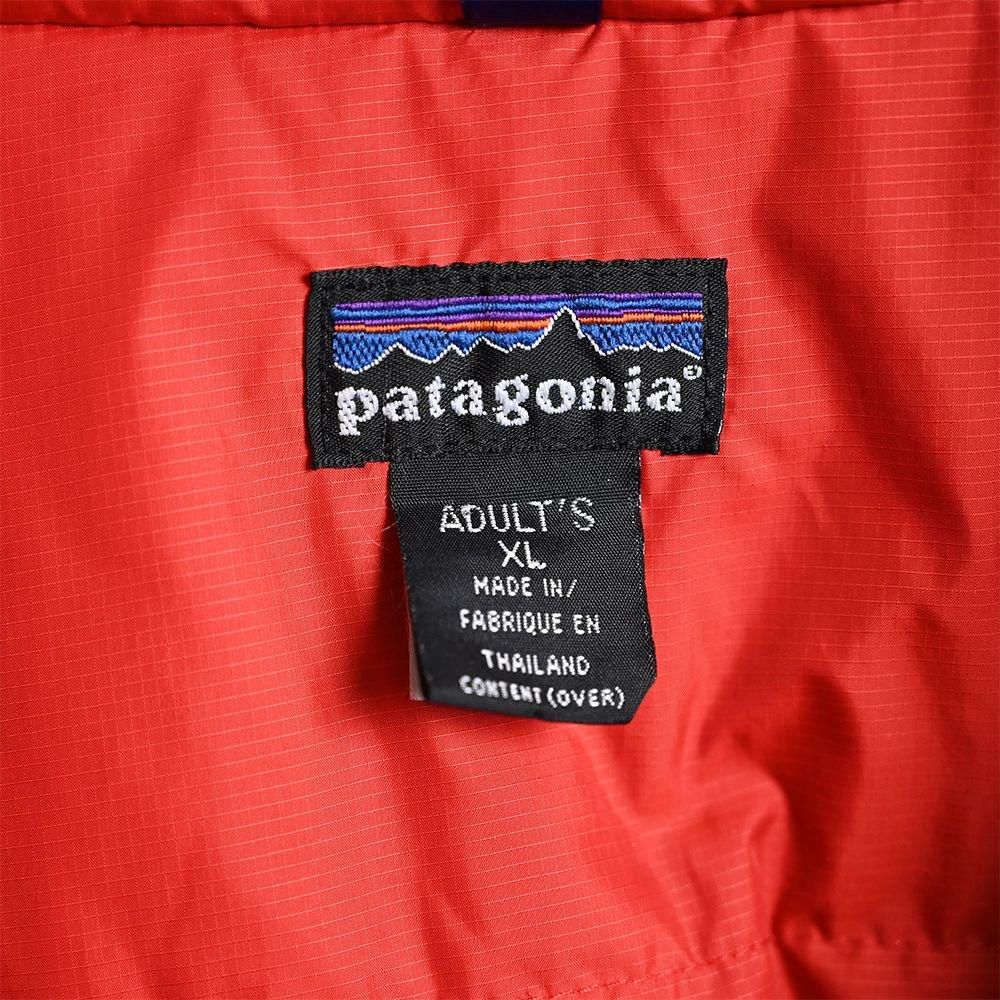 patagonia®
ADULT'S
XL
MADE IN/
FABRIQUE EN
THAILAND
CONTENT (OVER)